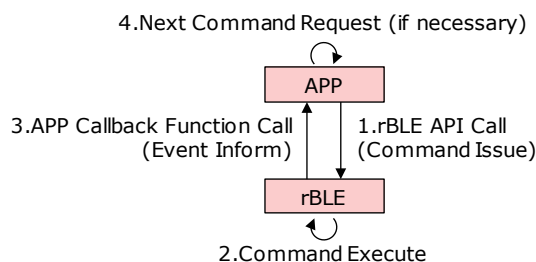 4.Next Command Request (if necessary)
APP
3.APP Callback Function Call
(Event Inform)
1.rBLE API Call
(Command Issue)
rBLE
2.Command Execute